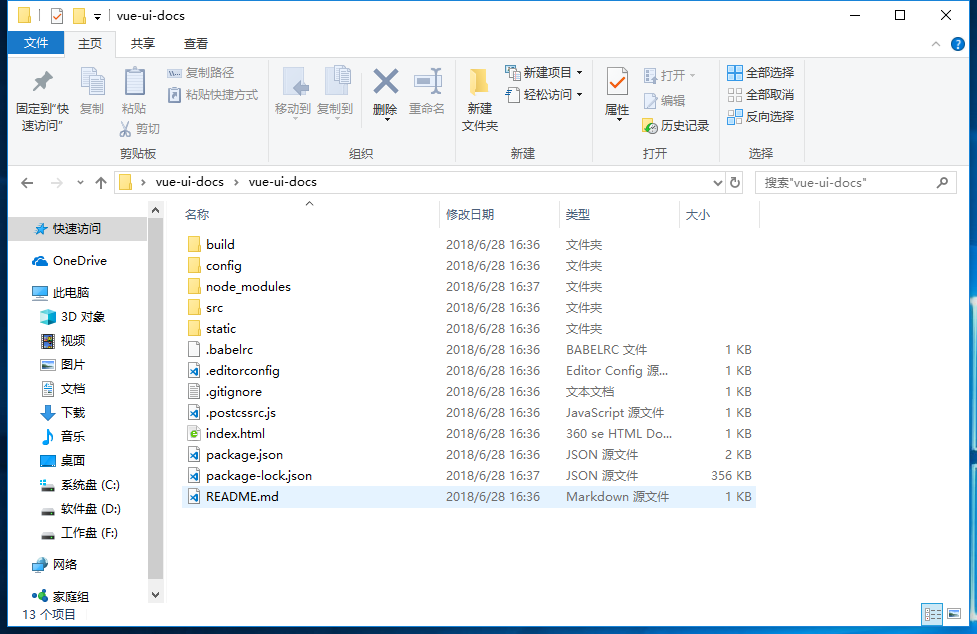 vue-ui-docs
文件 主页 共享 查看
固定到"快速访问"
复制
粘贴
复制路径
粘贴快捷方式
剪切
剪贴板
移动到 复制到 删除 重命名
组织
新建文件夹
新建项目
轻松访问
新建
属性
打开
编辑
历史记录
打开
全部选择
全部取消
反向选择
选择
vue-ui-docs › vue-ui-docs
搜索"vue-ui-docs"
快速访问
OneDrive
此电脑
3D 对象
视频
图片
文档
下载
音乐
桌面
系统盘 (C:)
软件盘 (D:)
工作盘 (F:)
网络
家庭组
名称 修改日期 类型 大小
build 2018/6/28 16:36 文件夹
config 2018/6/28 16:36 文件夹
node_modules 2018/6/28 16:37 文件夹
src 2018/6/28 16:36 文件夹
static 2018/6/28 16:36 文件夹
.babelrc 2018/6/28 16:36 BABELRC 文件 1 KB
.editorconfig 2018/6/28 16:36 Editor Config 源... 1 KB
.gitignore 2018/6/28 16:36 文本文档 1 KB
.postcssrc.js 2018/6/28 16:36 JavaScript 源文件 1 KB
index.html 2018/6/28 16:36 360 se HTML Do... 1 KB
package.json 2018/6/28 16:36 JSON 源文件 2 KB
package-lock.json 2018/6/28 16:37 JSON 源文件 356 KB
README.md 2018/6/28 16:36 Markdown 源文件 1 KB
13 个项目